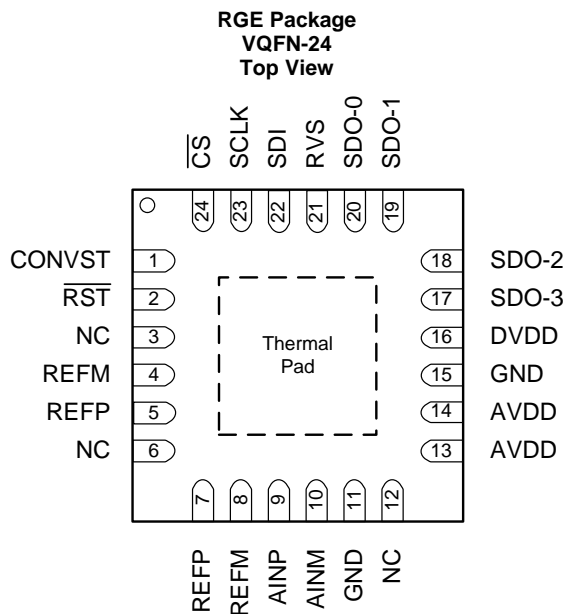 RGE Package
VQFN-24
Top View
CS
SCLK
SDI
RVS
SDO-0
SDO-1
24
23
22
21
20
19
CONVST 1
RST 2
NC 3
REFM 4
REFP 5
NC 6
Thermal
Pad
18 SDO-2
17 SDO-3
16 DVDD
15 GND
14 AVDD
13 AVDD
7
8
9
10
11
12
REFP
REFM
AINP
AINM
GND
NC